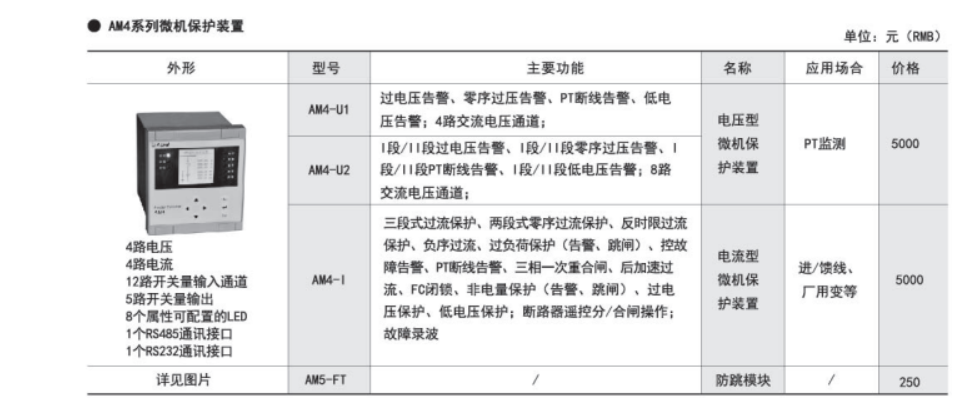 ● AM4系列微机保护装置
单位：元（RMB）
外形 型号 主要功能 名称 应用场合 价格
AM4-U1
过电压告警、零序过压告警、PT断线告警、低电
压告警；4路交流电压通道；
AM4-U2
I段/II段过电压告警、I段/II段零序过压告警、I
段/II段PT断线告警、I段/II段低电压告警；8路
交流电压通道；
电压型
微机保
护装置
PT监测
5000
4路电压
4路电流
12路开关量输入通道
5路开关量输出
8个属性可配置的LED
1个RS485通讯接口
1个RS232通讯接口
AM4-I
三段式过流保护、两段式零序过流保护、反时限过流
保护、负序过流、过负荷保护（告警、跳闸）、控故
障告警、PT断线告警、三相一次重合闸、后加速过
流、FC闭锁、非电量保护（告警、跳闸）、过电
压保护、低电压保护；断路器遥控分/合闸操作；
故障录波
电流型
微机保
护装置
进/馈线、
厂用变等
5000
详见图片 AM5-FT / 防跳模块 / 250